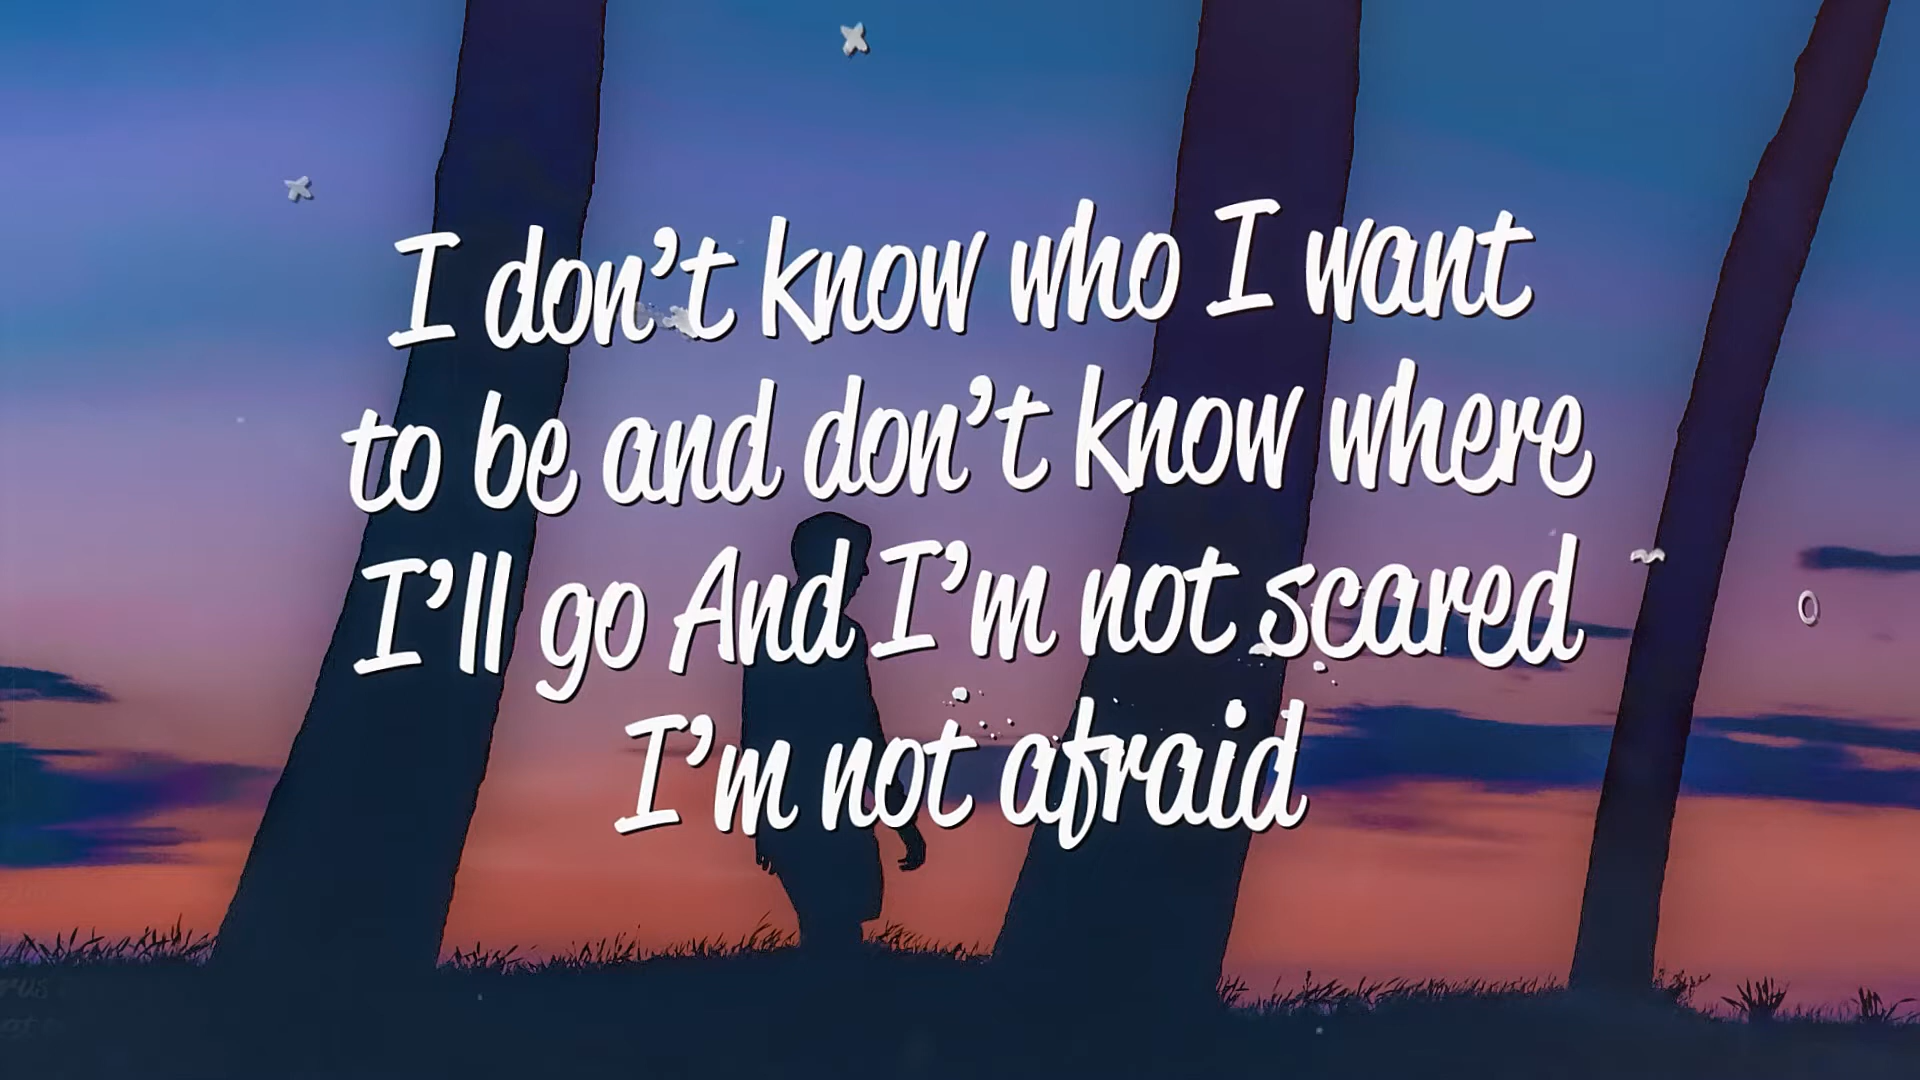 I don't know who I want
to be and don't know where
I'll go And I'm not scared
I'm not afraid